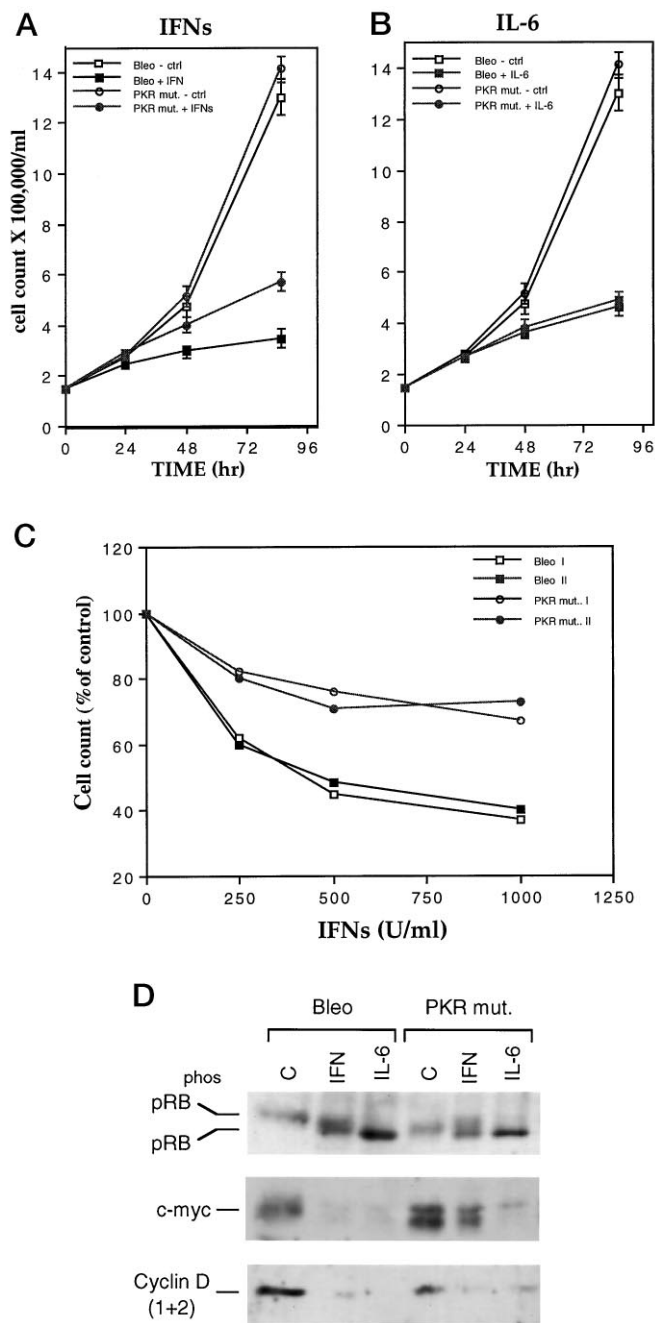 A
IFNs
Bleo - ctrl
Bleo + IFN
PKR mut. - ctrl
PKR mut. + IFNs
cell count X 100,000/ml
14
12
10
8
6
4
2
0
0 24 48 72 96
TIME (hr)
B
IL-6
Bleo - ctrl
Bleo + IL-6
PKR mut. - ctrl
PKR mut. + IL-6
14
12
10
8
6
4
2
0
0 24 48 72 96
TIME (hr)
C
Bleo I
Bleo II
PKR mut.. I
PKR mut.. II
Cell count (% of control)
120
100
80
60
40
20
0 250 500 750 1000 1250
IFNs (U/ml)
D
Bleo PKR mut.
C IFN IL-6 C IFN IL-6
phos
pRB
pRB
c-myc
Cyclin D
(1+2)